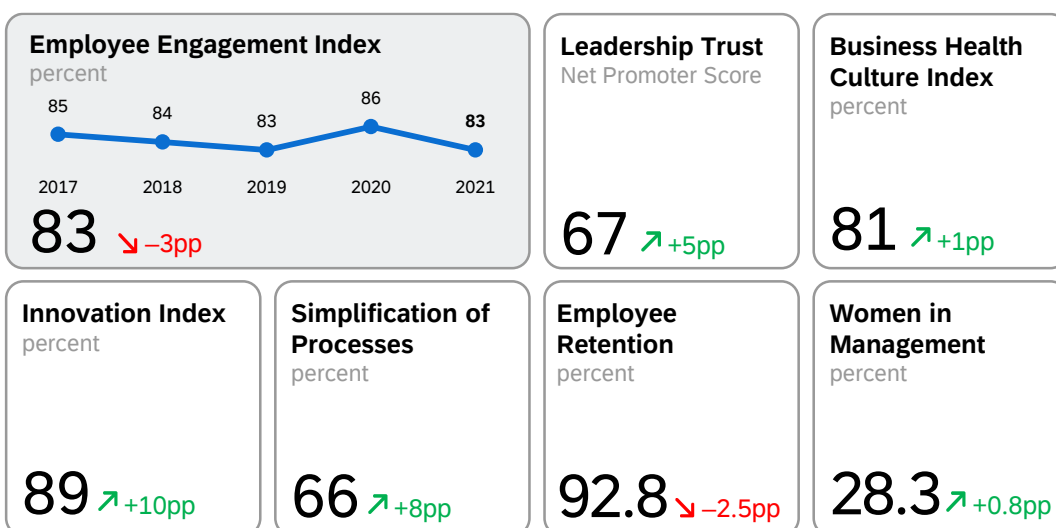 Employee Engagement Index
percent
85
84
83
86
83
2017
2018
2019
2020
2021
83 –3pp
Leadership Trust
Net Promoter Score
67 +5pp
Business Health
Culture Index
percent
81 +1pp
Innovation Index
percent
89 +10pp
Simplification of
Processes
percent
66 +8pp
Employee
Retention
percent
92.8 –2.5pp
Women in
Management
percent
28.3 +0.8pp